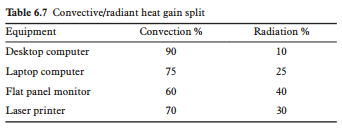 Table 6.7 Convective/radiant heat gain split
Equipment Convection % Radiation %
Desktop computer 90 10
Laptop computer 75 25
Flat panel monitor 60 40
Laser printer 70 30